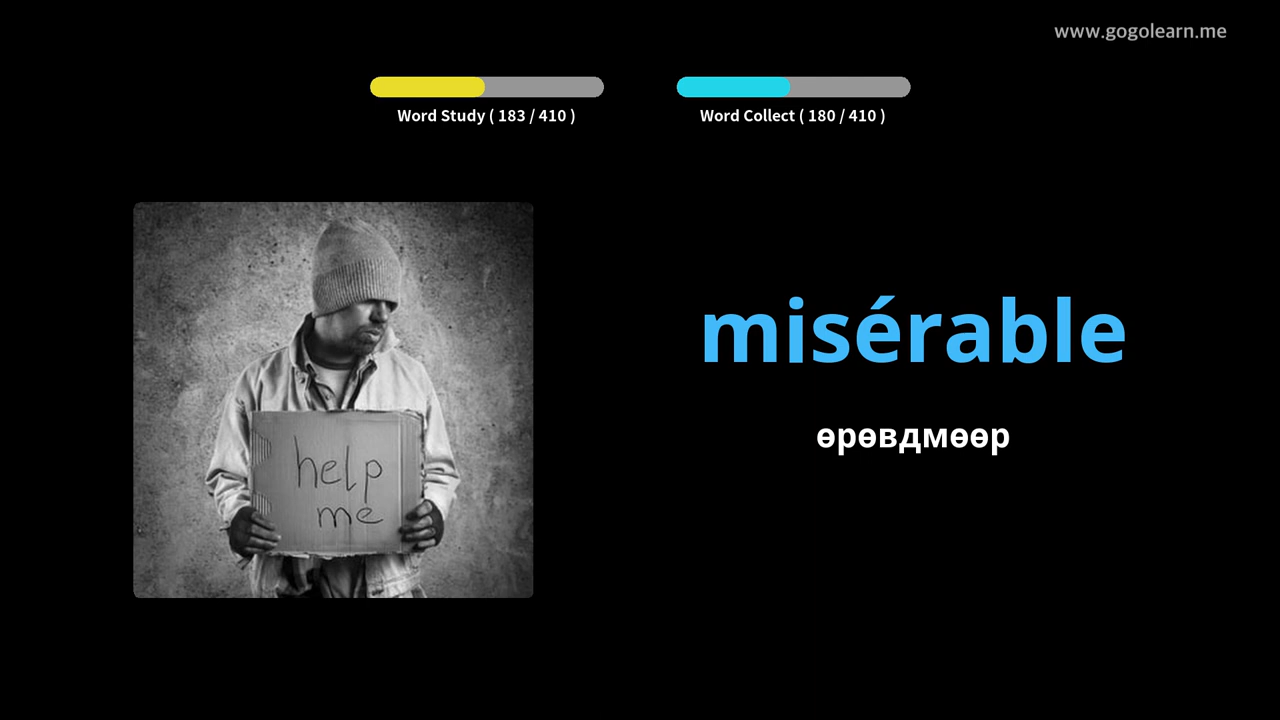 www.gogolearn.me
Word Study ( 183 / 410 )
Word Collect ( 180 / 410 )
help
me
misérable
өрөвдмөөр